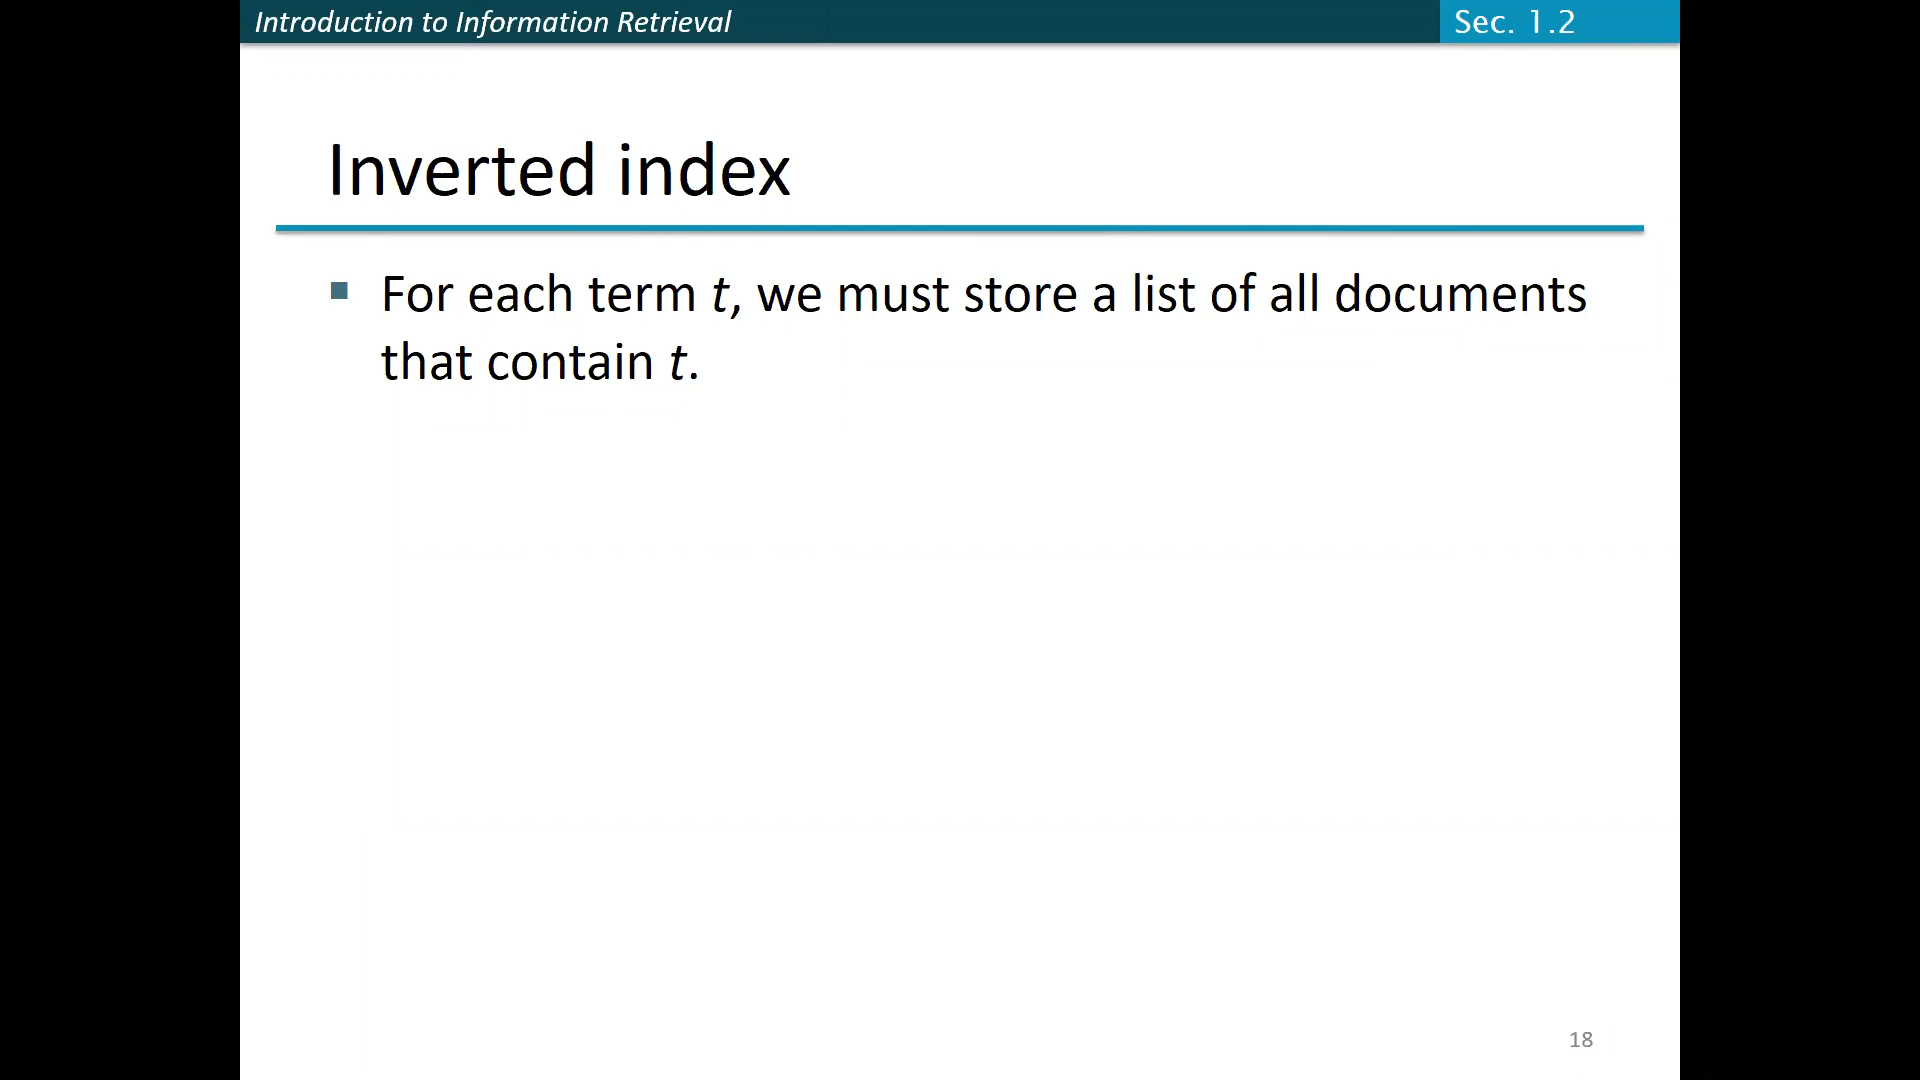 Introduction to Information Retrieval
Sec. 1.2
Inverted index
For each term t, we must store a list of all documents
that contain t.
18